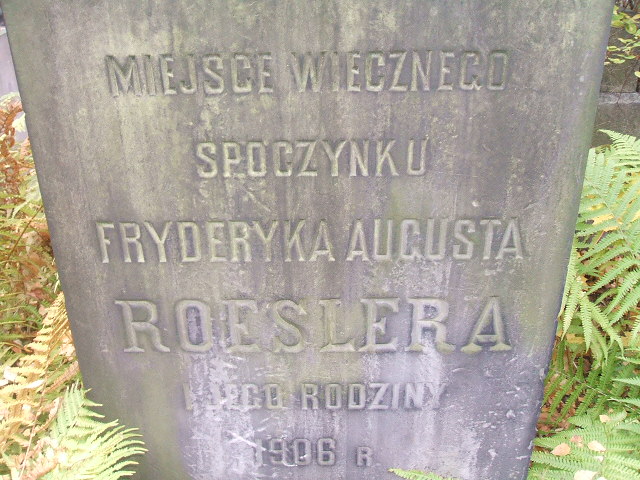 MIEJSCE WIECZNEGO
SPOCZYNKU
FRYDERYKA AUGUSTA
ROESLERA
I JEGO RODZINY
1906 R